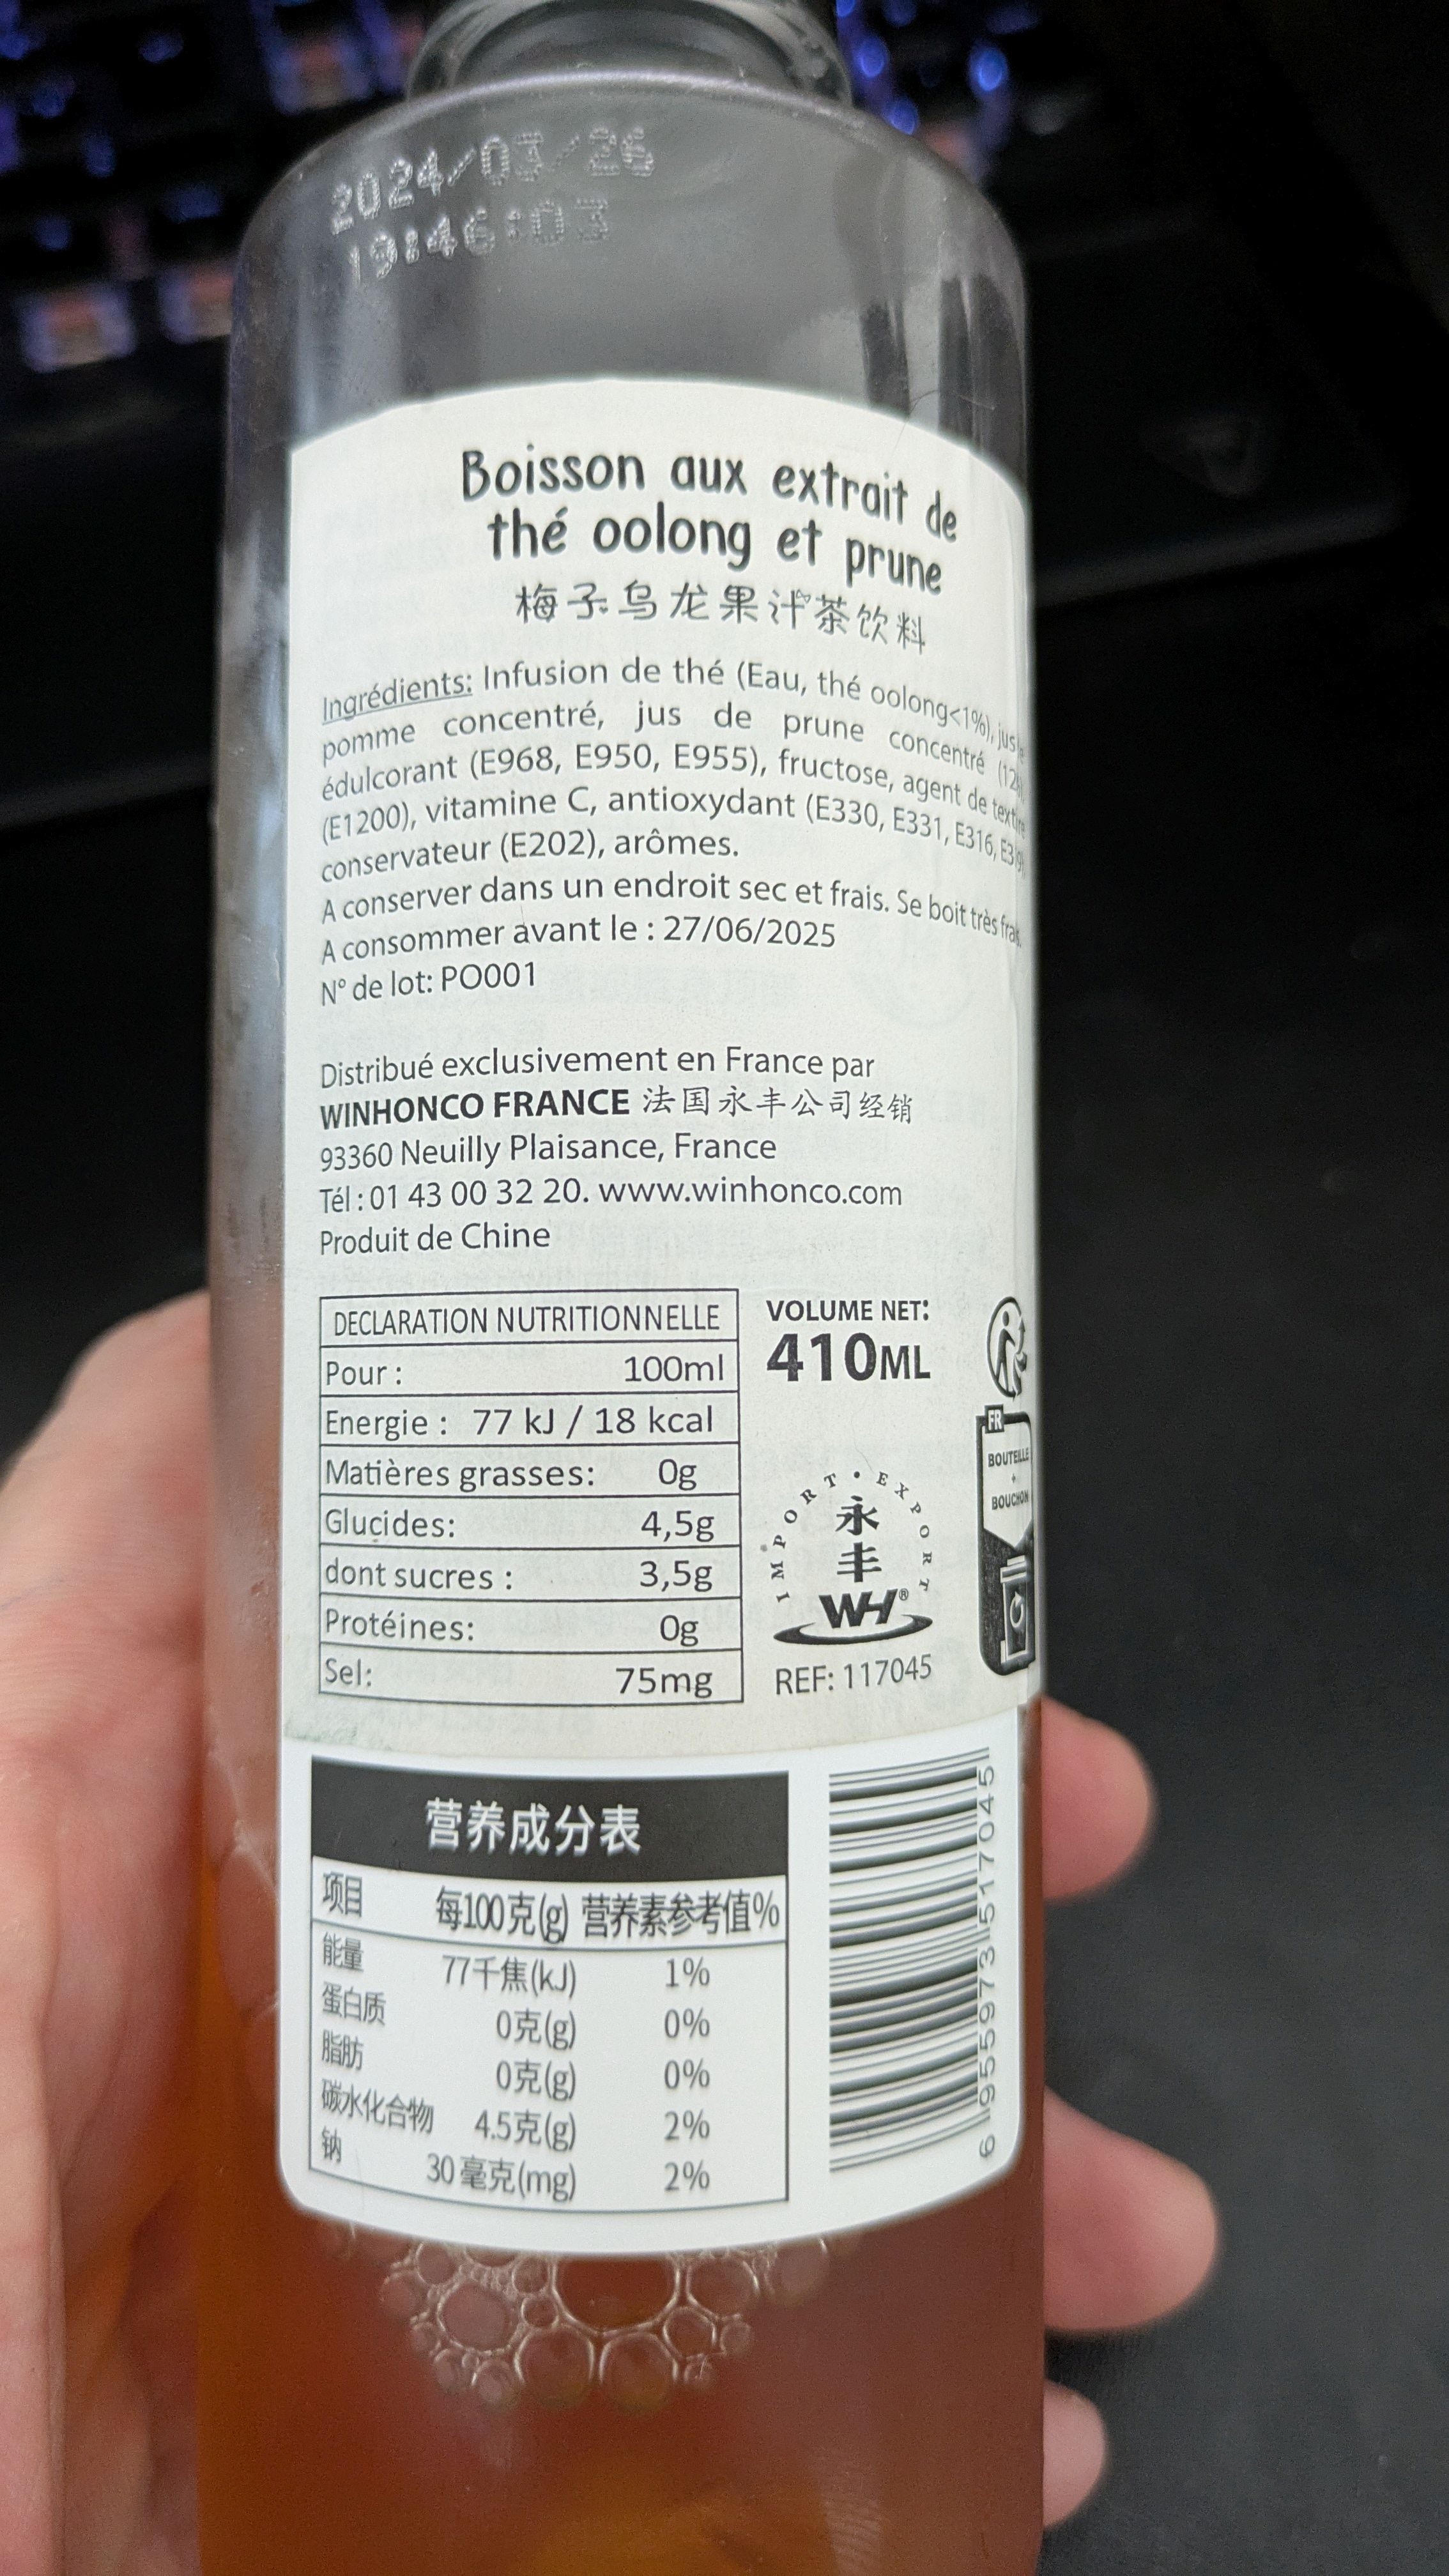 2024/03/26
19:46:03
Boisson aux extrait de
thé oolong et prune
梅子乌龙果汁茶饮料
Ingrédients: Infusion de thé (Eau, thé oolong<1%), jus
pomme concentré, jus de prune concentré
édulcorant (E968, E950, E955), fructose, agent de texture
(E1200), vitamine C, antioxydant (E330, E331, E316,
conservateur (E202), arômes.
A conserver dans un endroit sec et frais. Se boit très frais.
A consommer avant le : 27/06/2025
N° de lot: PO001
Distribué exclusivement en France par
WINHONCO FRANCE 法国永丰公司经销
93360 Neuilly Plaisance, France
Tél : 01 43 00 32 20. www.winhonco.com
Produit de Chine
DECLARATION NUTRITIONNELLE
Pour : 100ml
Energie : 77 kJ / 18 kcal
Matières grasses: 0g
Glucides: 4,5g
dont sucres : 3,5g
Protéines: 0g
Sel: 75mg
VOLUME NET:
410ML
FR
BOUTEILLE
+
BOUCHON
IMPORT • EXPORT
永
丰
WH®
REF: 117045
营养成分表
项目 每100克(g) 营养素参考值%
能量 77千焦(kJ) 1%
蛋白质 0克(g) 0%
脂肪 0克(g) 0%
碳水化合物 4.5克(g) 2%
钠 30毫克(mg) 2%
6 955973 517045